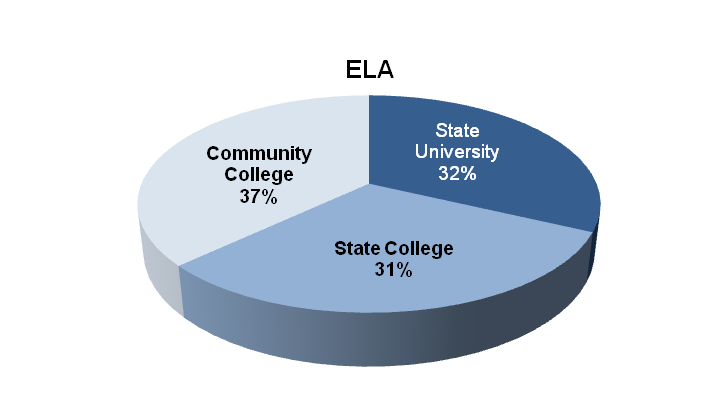 ELA
State
University
32%
Community
College
37%
State College
31%